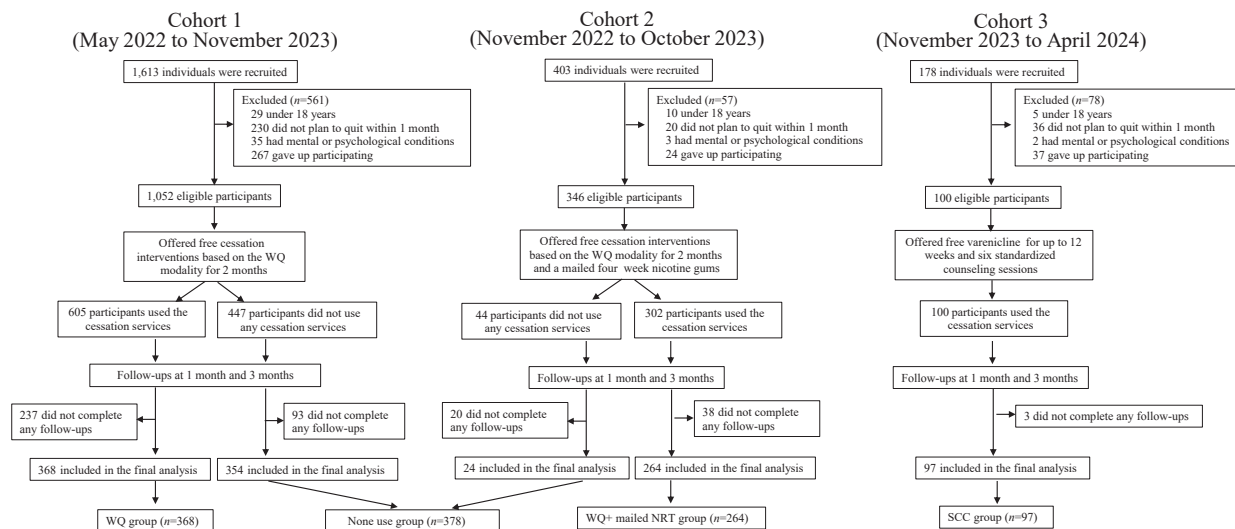 Cohort 1
(May 2022 to November 2023)
1,613 individuals were recruited
Excluded (n=561)
29 under 18 years
230 did not plan to quit within 1 month
35 had mental or psychological conditions
267 gave up participating
1,052 eligible participants
Offered free cessation
interventions based on the WQ
modality for 2 months
605 participants used the
cessation services
447 participants did not use
any cessation services
Follow-ups at 1 month and 3 months
237 did not complete
any follow-ups
93 did not complete
any follow-ups
368 included in the final analysis
354 included in the final analysis
WQ group (n=368)
None use group (n=378)
Cohort 2
(November 2022 to October 2023)
403 individuals were recruited
Excluded (n=57)
10 under 18 years
20 did not plan to quit within 1 month
3 had mental or psychological conditions
24 gave up participating
346 eligible participants
Offered free cessation interventions
based on the WQ modality for 2 months
and a mailed four week nicotine gums
44 participants did not use
any cessation services
302 participants used the
cessation services
Follow-ups at 1 month and 3 months
20 did not complete
any follow-ups
38 did not complete
any follow-ups
24 included in the final analysis
264 included in the final analysis
WQ+ mailed NRT group (n=264)
Cohort 3
(November 2023 to April 2024)
178 individuals were recruited
Excluded (n=78)
5 under 18 years
36 did not plan to quit within 1 month
2 had mental or psychological conditions
37 gave up participating
100 eligible participants
Offered free varenicline for up to 12
weeks and six standardized
counseling sessions
100 participants used the
cessation services
Follow-ups at 1 month and 3 months
3 did not complete any follow-ups
97 included in the final analysis
SCC group (n=97)